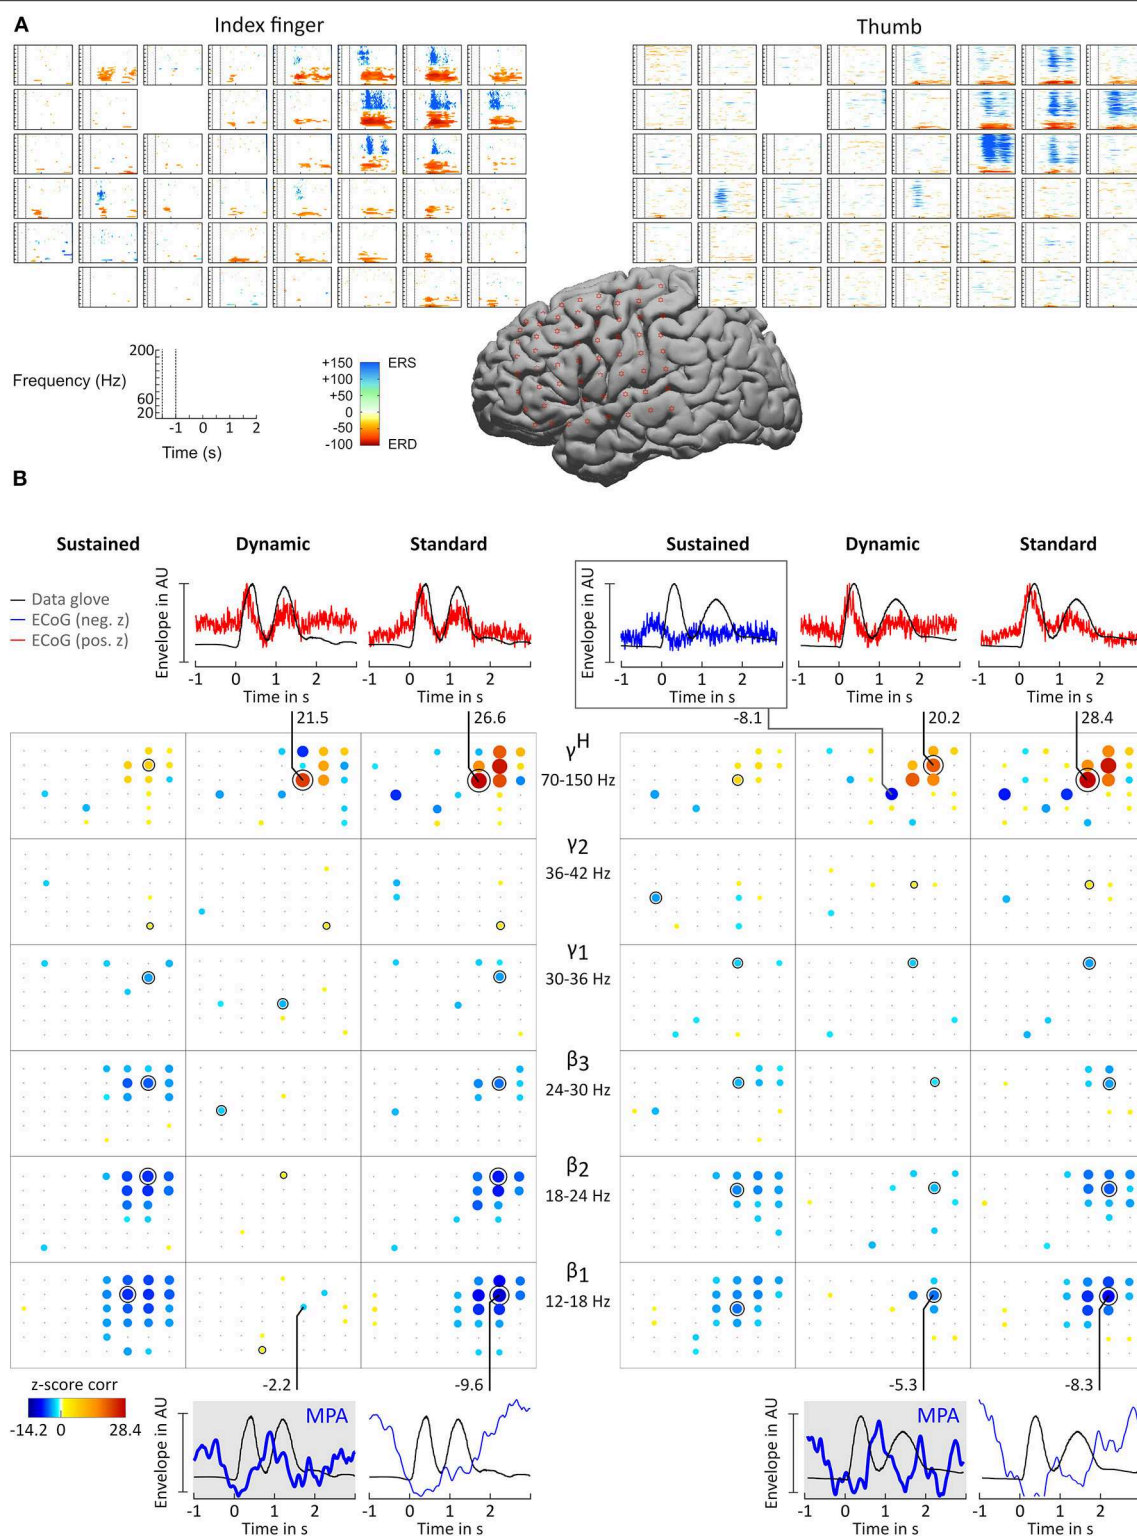 A
Index finger
Thumb
Frequency (Hz)
200
60
20
-1 0 1 2
Time (s)
+150
+100
+50
0
-50
-100
ERS
ERD
B
Sustained
Dynamic
Standard
Sustained
Dynamic
Standard
Data glove
ECoG (neg. z)
ECoG (pos. z)
Envelope in AU
-1 0 1 2
Time in s
-1 0 1 2
Time in s
Envelope in AU
-1 0 1 2
Time in s
-1 0 1 2
Time in s
-1 0 1 2
Time in s
21.5
26.6
-8.1
20.2
28.4
γH
70-150 Hz
γ2
36-42 Hz
γ1
30-36 Hz
β3
24-30 Hz
β2
18-24 Hz
β1
12-18 Hz
-2.2
-9.6
-5.3
-8.3
z-score corr
-14.2 0 28.4
Envelope in AU
MPA
-1 0 1 2
Time in s
-1 0 1 2
Time in s
Envelope in AU
MPA
-1 0 1 2
Time in s
-1 0 1 2
Time in s